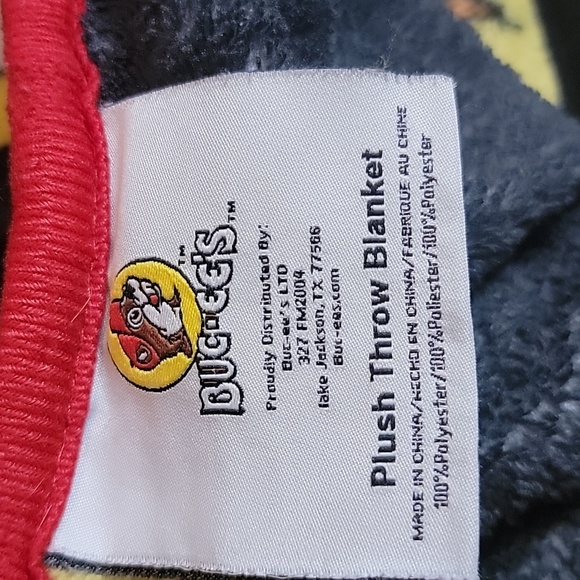 BUC-EE'S™
™
Proudly Distributed By:
Buc-ee's LTD
327 FM2004
lake Jackson,TX 77566
Buc-ees.com
Plush Throw Blanket
MADE IN CHINA/HECHO EN CHINA/FABRIQUE AU CHINE
100%Polyester/100%Poliester/100%Polyester